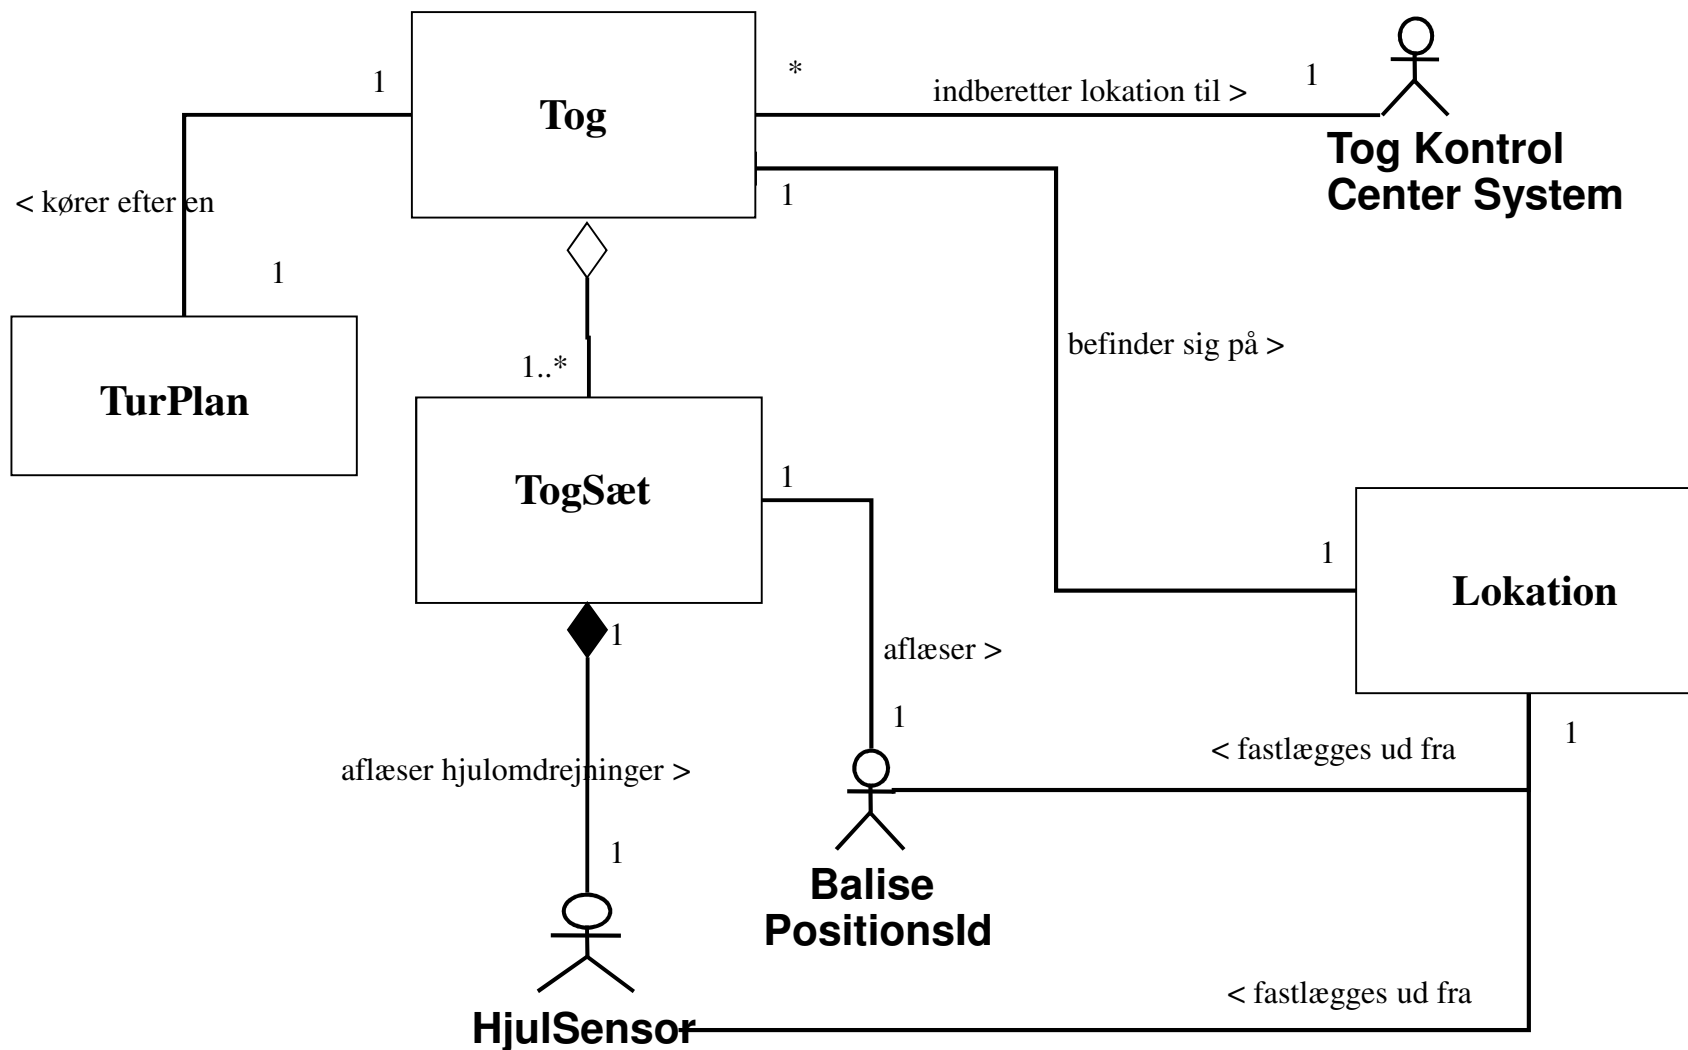 1
Tog
*
indberetter lokation til >
1
Tog Kontrol
Center System
1
< kører efter en
1
befinder sig på >
1..*
TurPlan
TogSæt
1
1
Lokation
1
aflæser >
1
1
< fastlægges ud fra
aflæser hjulomdrejninger >
1
Balise
PositionsId
< fastlægges ud fra
HjulSensor